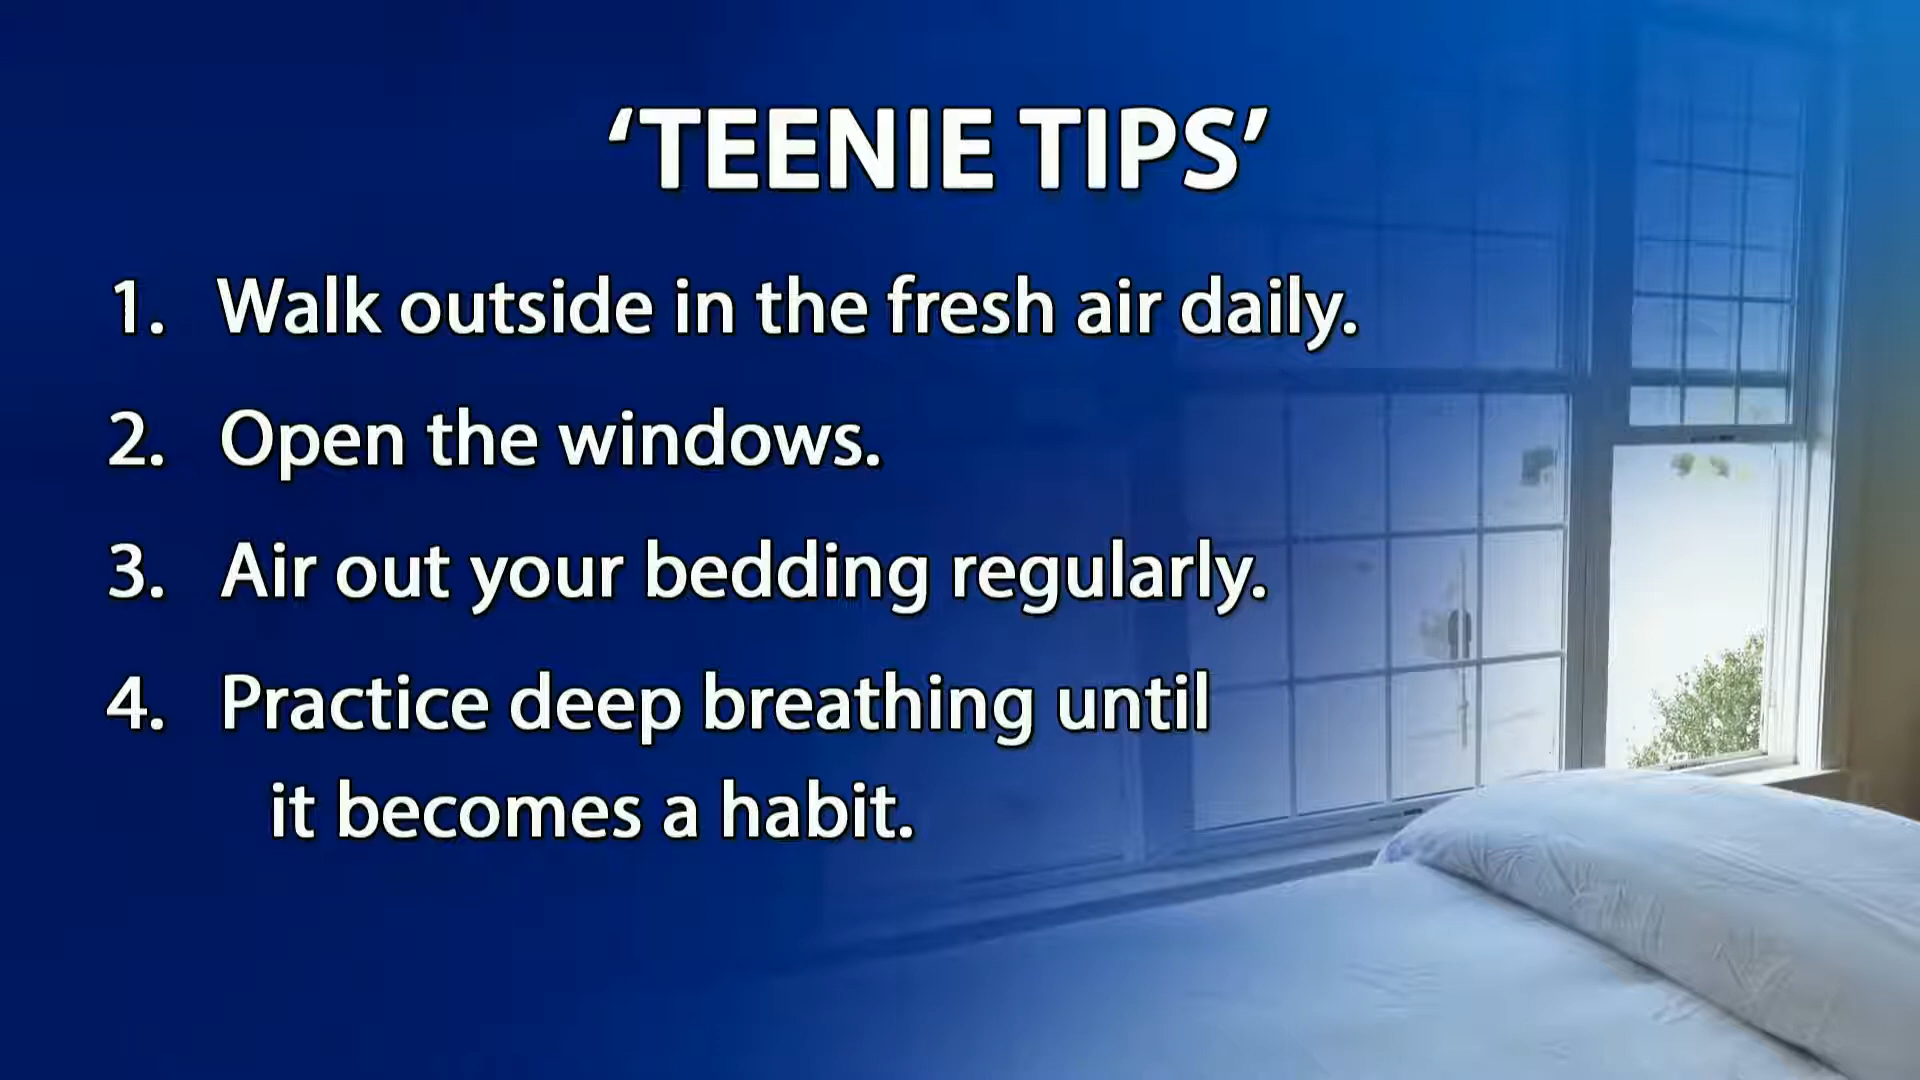 ‘TEENIE TIPS’
1. Walk outside in the fresh air daily.
2. Open the windows.
3. Air out your bedding regularly.
4. Practice deep breathing until
it becomes a habit.